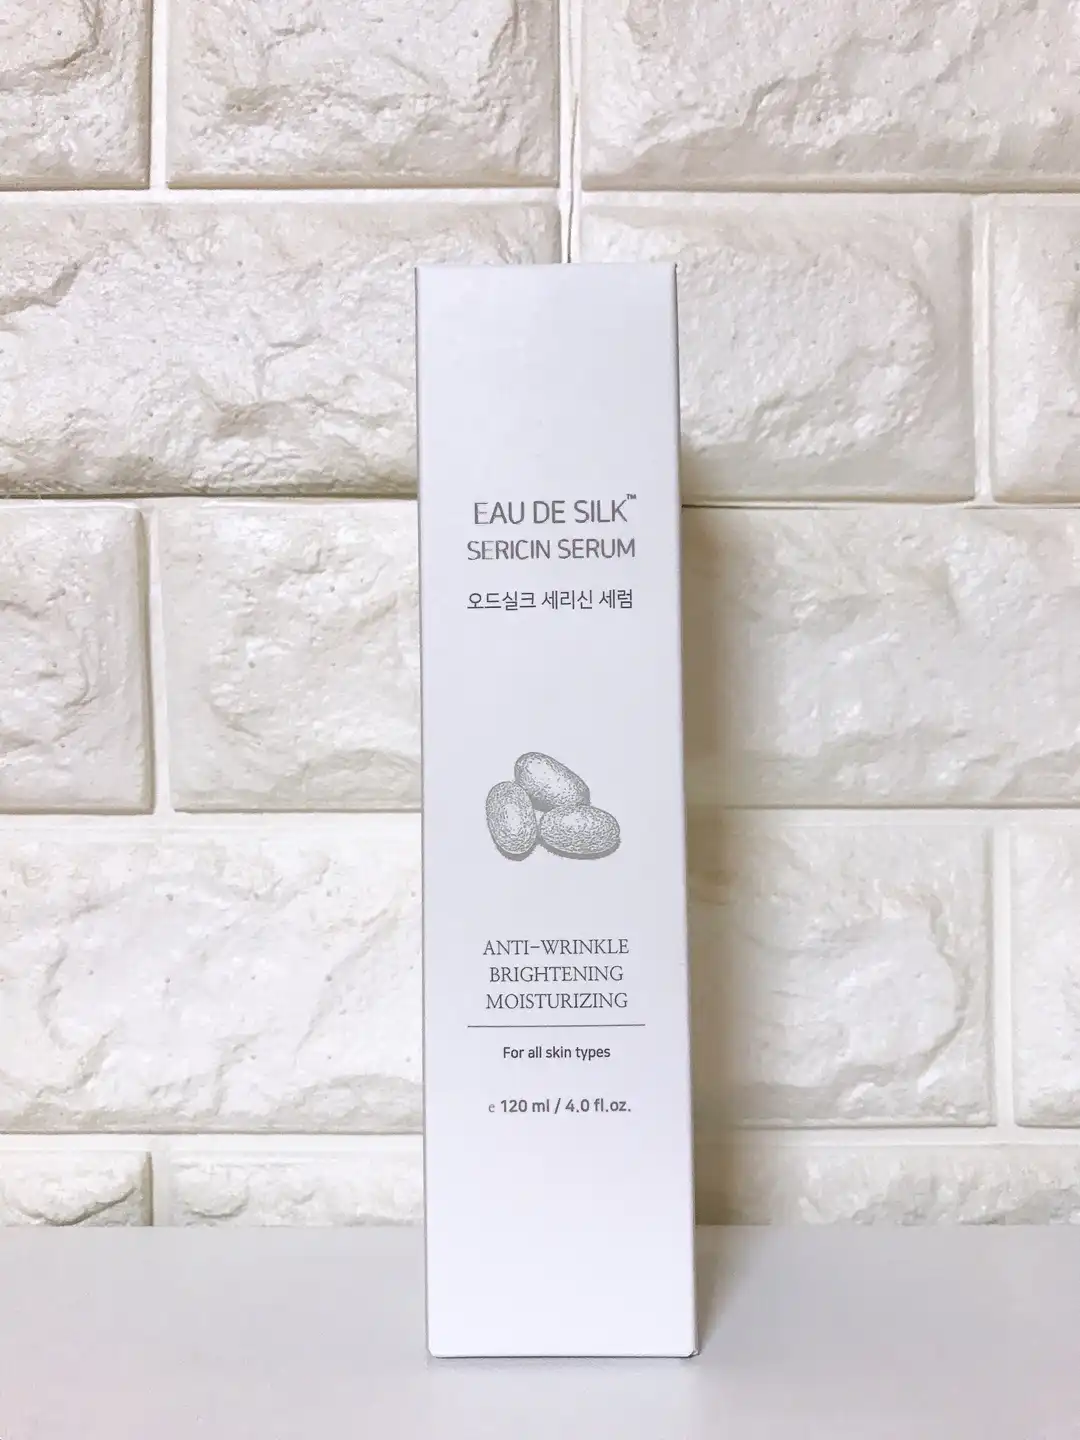 EAU DE SILK™
SERICIN SERUM
오드실크 세리신 세럼
ANTI-WRINKLE
BRIGHTENING
MOISTURIZING
For all skin types
℮ 120 ml / 4.0 fl.oz.